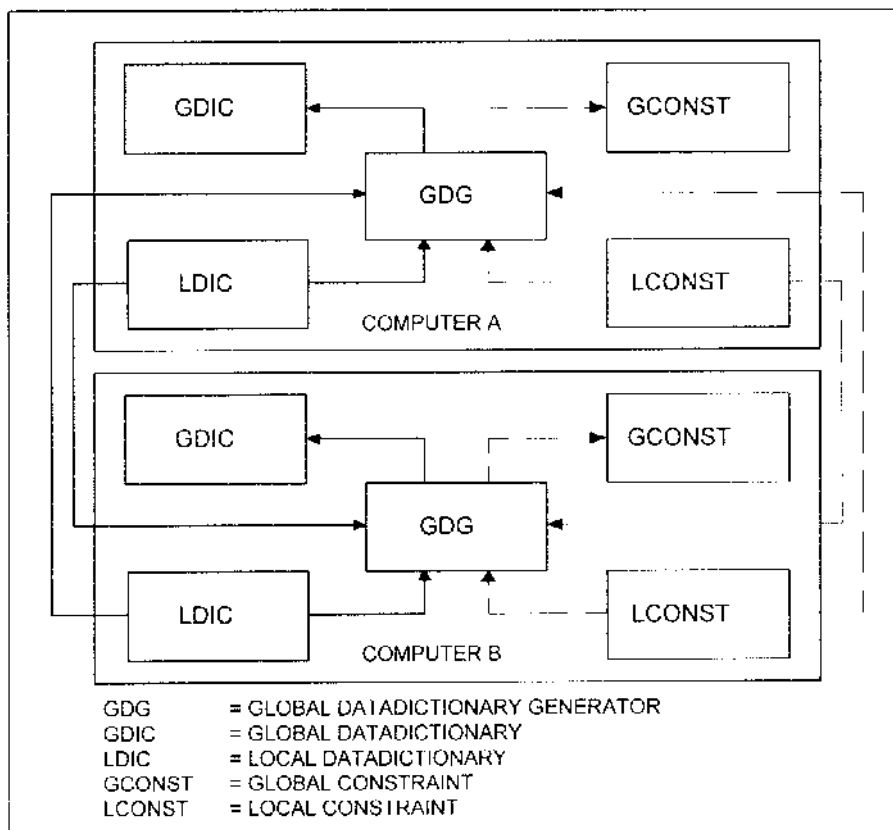 GDIC
GCONST
GDG
LDIC
LCONST
COMPUTER A
GDIC
GCONST
GDG
LDIC
LCONST
COMPUTER B
GDG = GLOBAL DATADICTIONARY GENERATOR
GDIC = GLOBAL DATADICTIONARY
LDIC = LOCAL DATADICTIONARY
GCONST = GLOBAL CONSTRAINT
LCONST = LOCAL CONSTRAINT